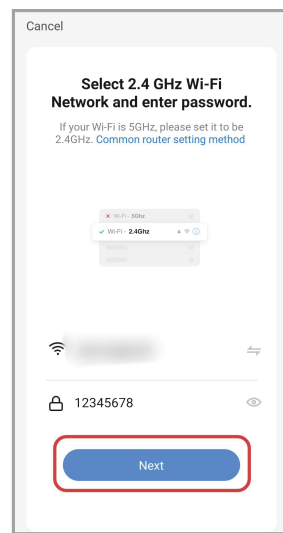 Cancel
Select 2.4 GHz Wi-Fi
Network and enter password.
If your Wi-Fi is 5GHz, please set it to be
2.4GHz. Common router setting method
Wi-Fi - 5Ghz
Wi-Fi - 2.4Ghz
12345678
Next